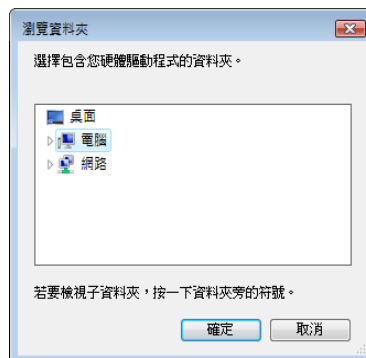 瀏覽資料夾
選擇包含您硬體驅動程式的資料夾。
桌面
電腦
網路
若要檢視子資料夾，按一下資料夾旁的符號。
確定
取消